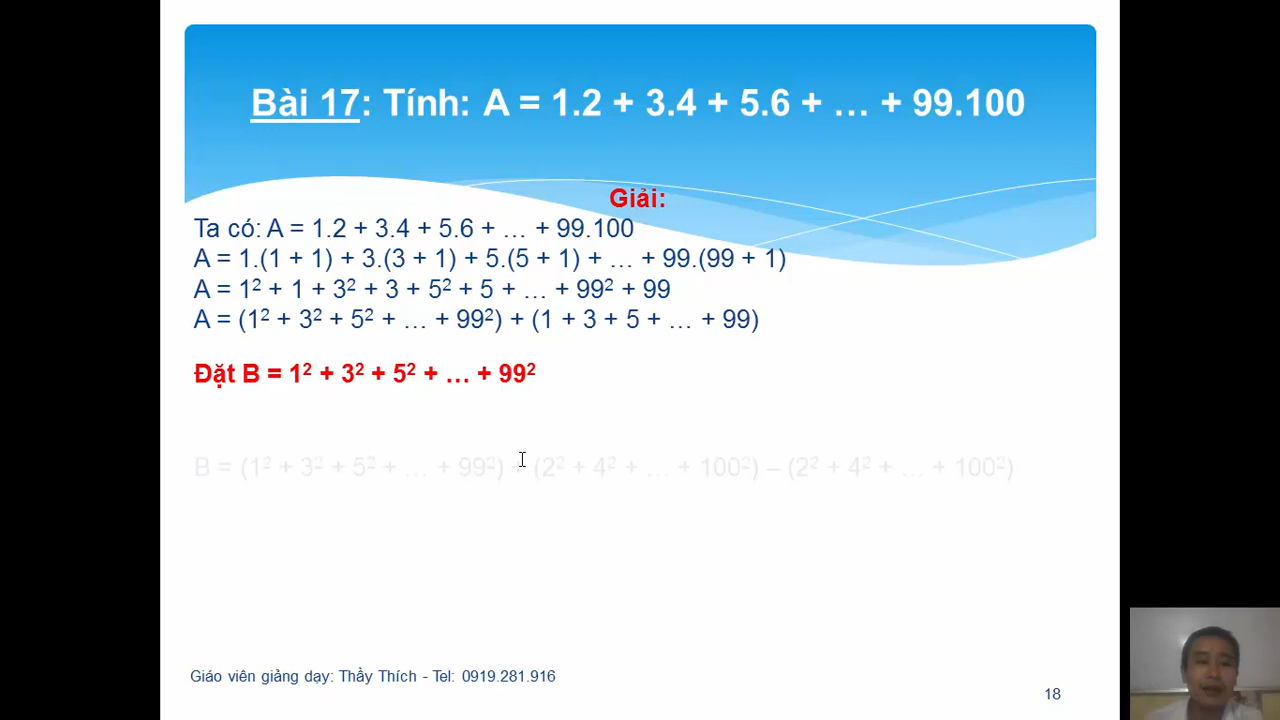 Bài 17: Tính: A = 1.2 + 3.4 + 5.6 + … + 99.100
Giải:
Ta có: A = 1.2 + 3.4 + 5.6 + … + 99.100
A = 1.(1 + 1) + 3.(3 + 1) + 5.(5 + 1) + … + 99.(99 + 1)
A = 1² + 1 + 3² + 3 + 5² + 5 + … + 99² + 99
A = (1² + 3² + 5² + … + 99²) + (1 + 3 + 5 + … + 99)
Đặt B = 1² + 3² + 5² + … + 99²
B = (1² + 3² + 5² + … + 99²) + (2² + 4² + … + 100²) – (2² + 4² + … + 100²)
Giáo viên giảng dạy: Thầy Thích - Tel: 0919.281.916
18